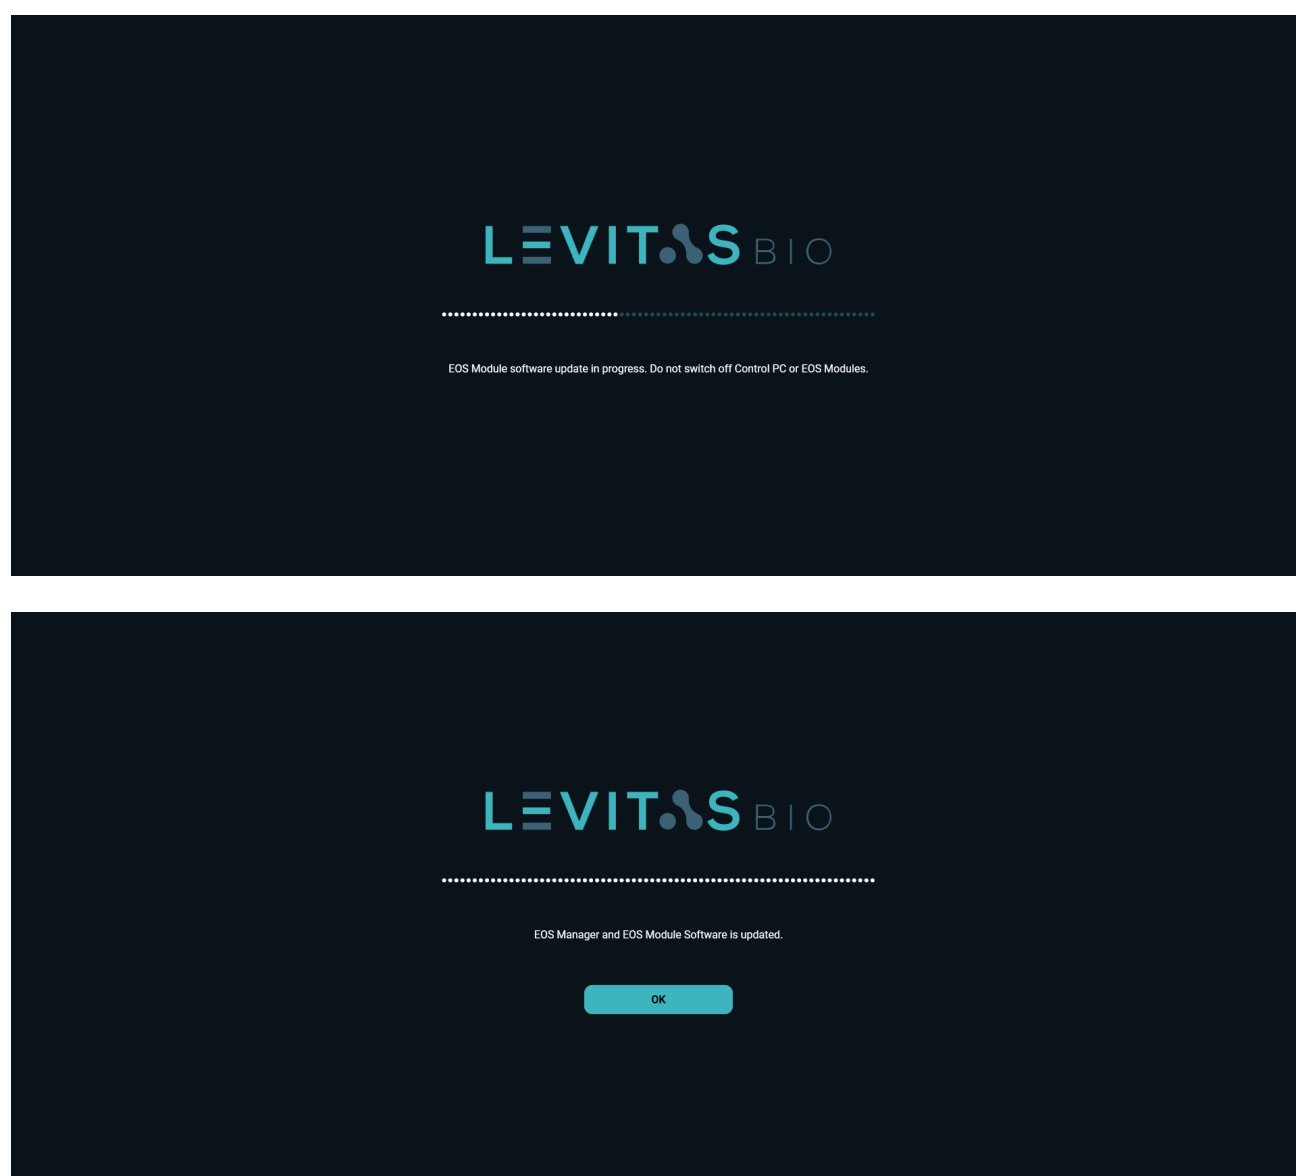 LEVITAS BIO
EOS Module software update in progress. Do not switch off Control PC or EOS Modules.
LEVITAS BIO
EOS Manager and EOS Module Software is updated.
OK